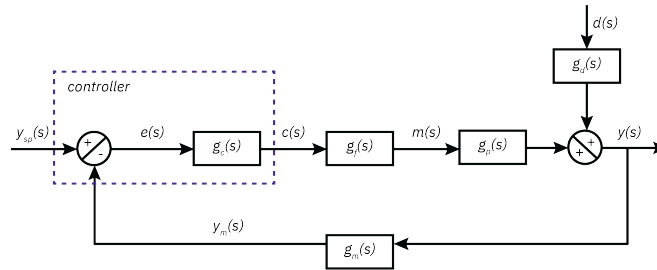 d(s)
g_d(s)
controller
y_sp(s)
+
-
e(s)
g_c(s)
c(s)
g_f(s)
m(s)
g_p(s)
+
+
y(s)
y_m(s)
g_m(s)